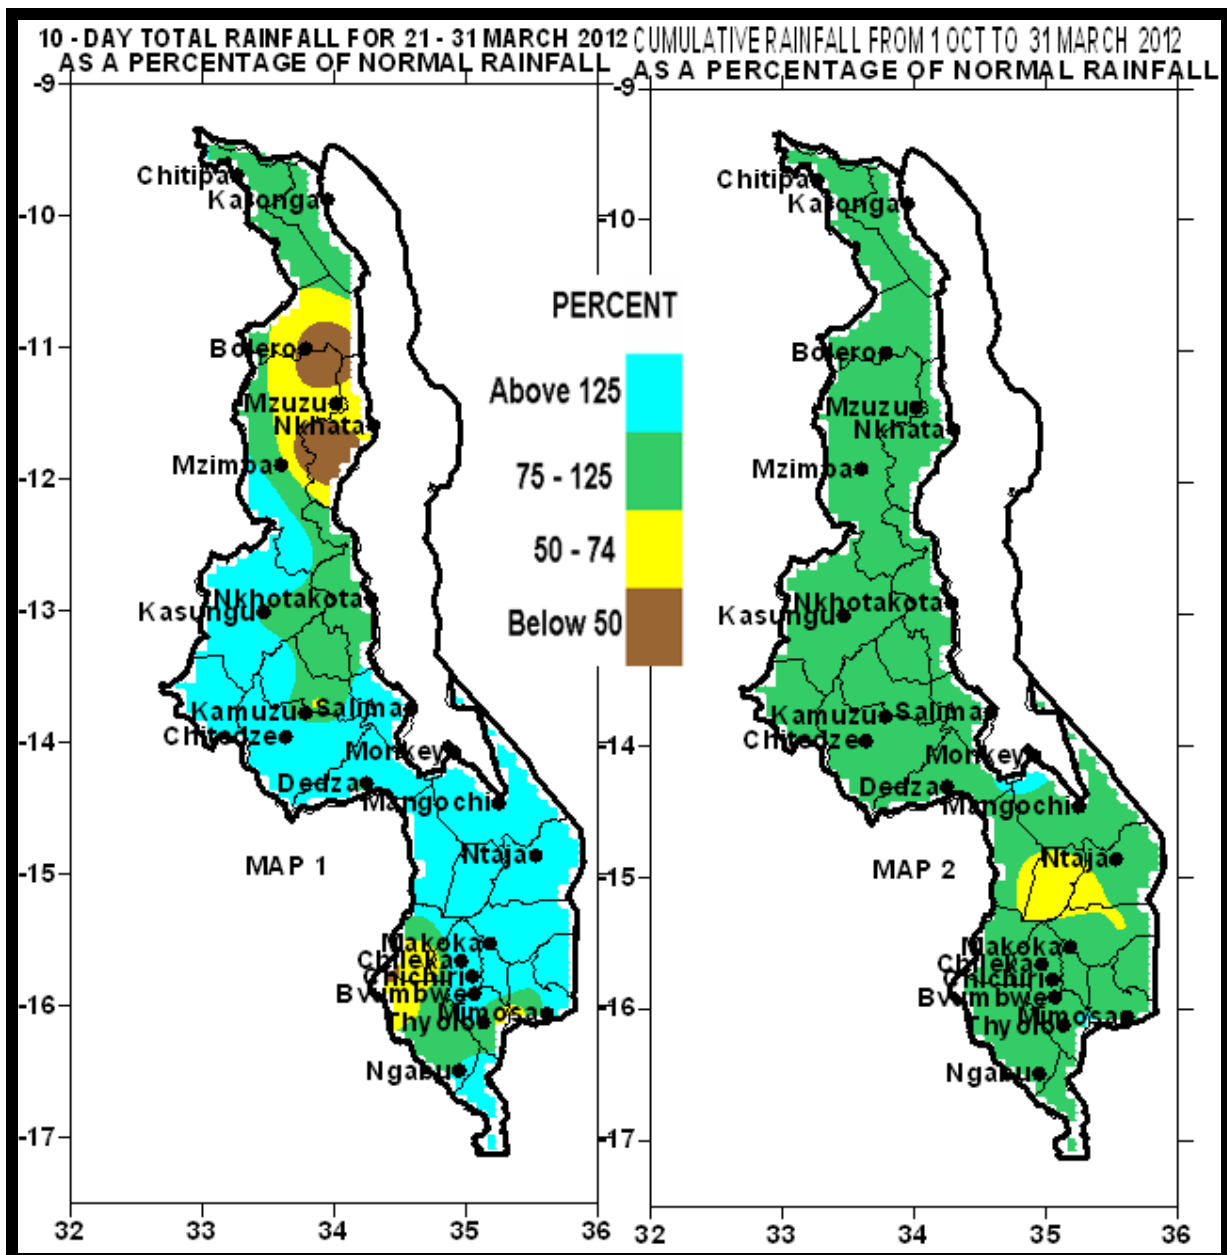 10 - DAY TOTAL RAINFALL FOR 21 - 31 MARCH 2012
AS A PERCENTAGE OF NORMAL RAINFALL
CUMULATIVE RAINFALL FROM 1 OCT TO 31 MARCH 2012
AS A PERCENTAGE OF NORMAL RAINFALL
-9
-10
-11
-12
-13
-14
-15
-16
-17
32
33
34
35
36
Chitipa
Karonga
Bolero
Mzuzu
Nkhata
Mzimba
Nkhotakota
Kasungu
Kamuzu
Salima
Chitedze
Monkey
Dedza
Mangochi
Ntaja
MAP 1
Makoka
Chileka
Chichiri
Bvumbwe
Mimosa
Thyolo
Ngabu
PERCENT
Above 125
75 - 125
50 - 74
Below 50
-9
-10
-11
-12
-13
-14
-15
-16
-17
32
33
34
35
36
Chitipa
Karonga
Bolero
Mzuzu
Nkhata
Mzimba
Nkhotakota
Kasungu
Kamuzu
Salima
Chitedze
Monkey
Dedza
Mangochi
Ntaja
MAP 2
Makoka
Chileka
Chichiri
Bvumbwe
Mimosa
Thyolo
Ngabu